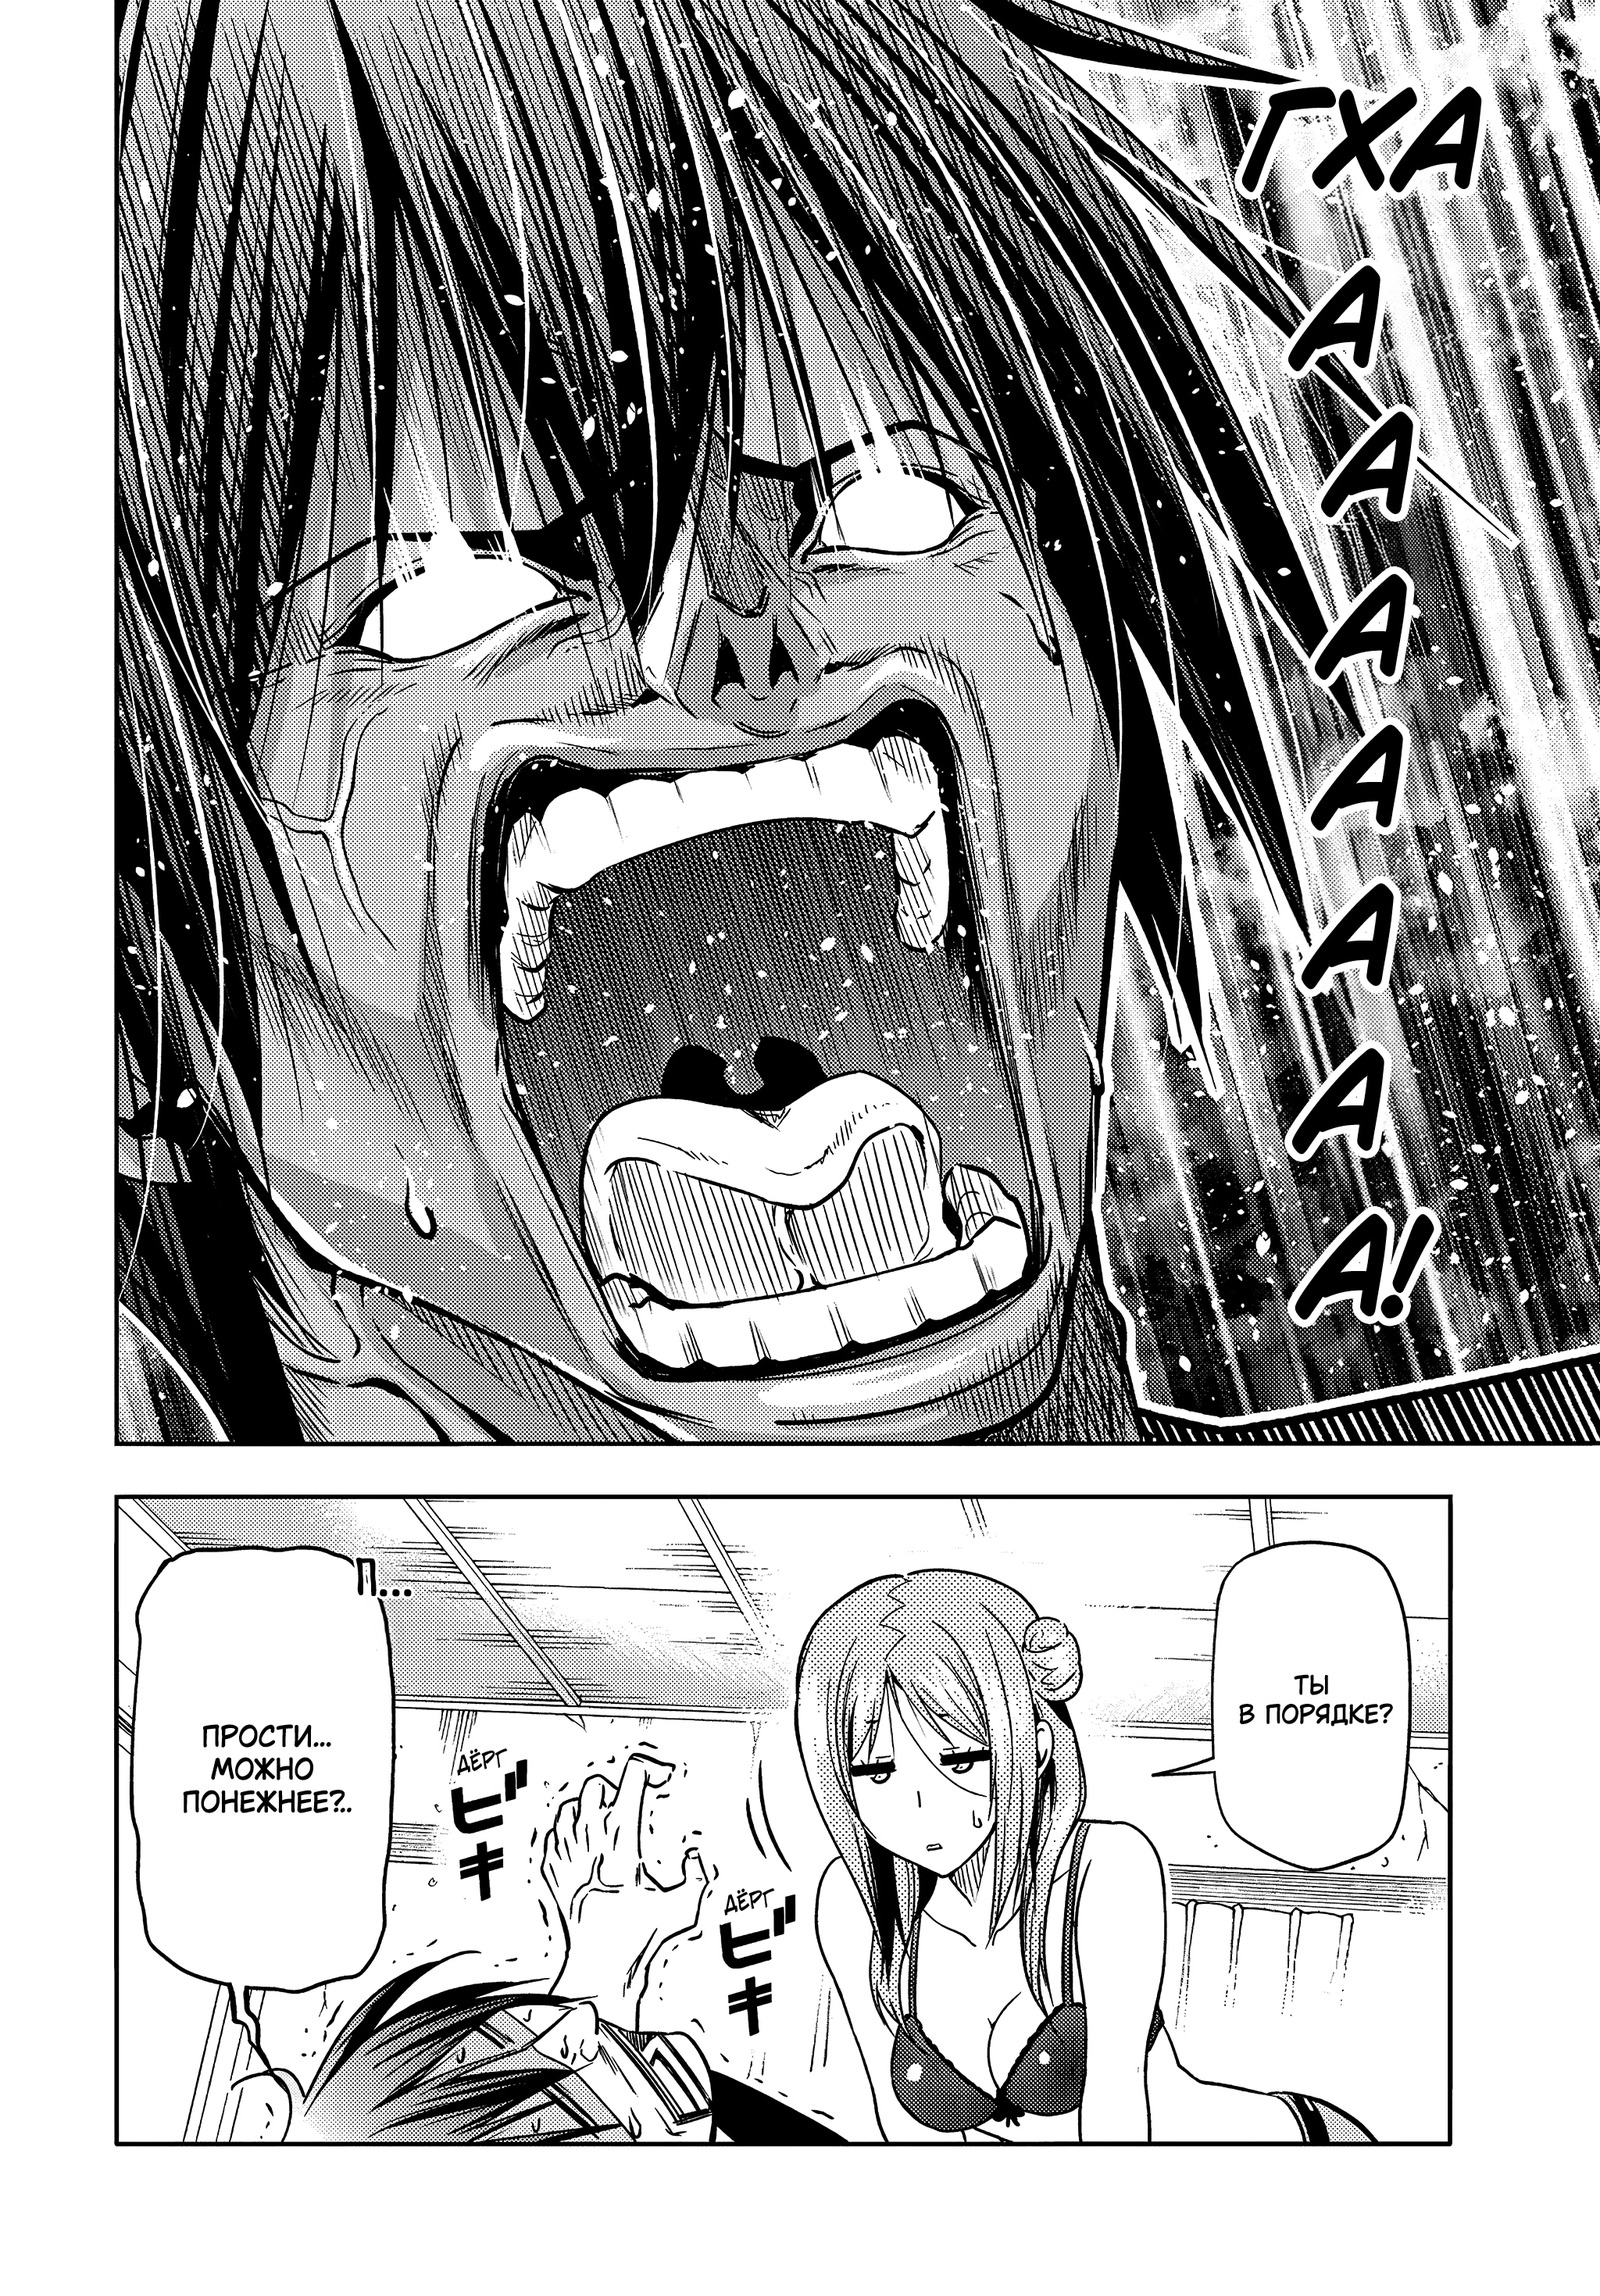 ГХА
А
А
А
А
А
А
А!
ТЫ
В ПОРЯДКЕ?
ДЁРГ
ビキ
ДЁРГ
ビキ
П...
ПРОСТИ...
МОЖНО
ПОНЕЖНЕЕ?..